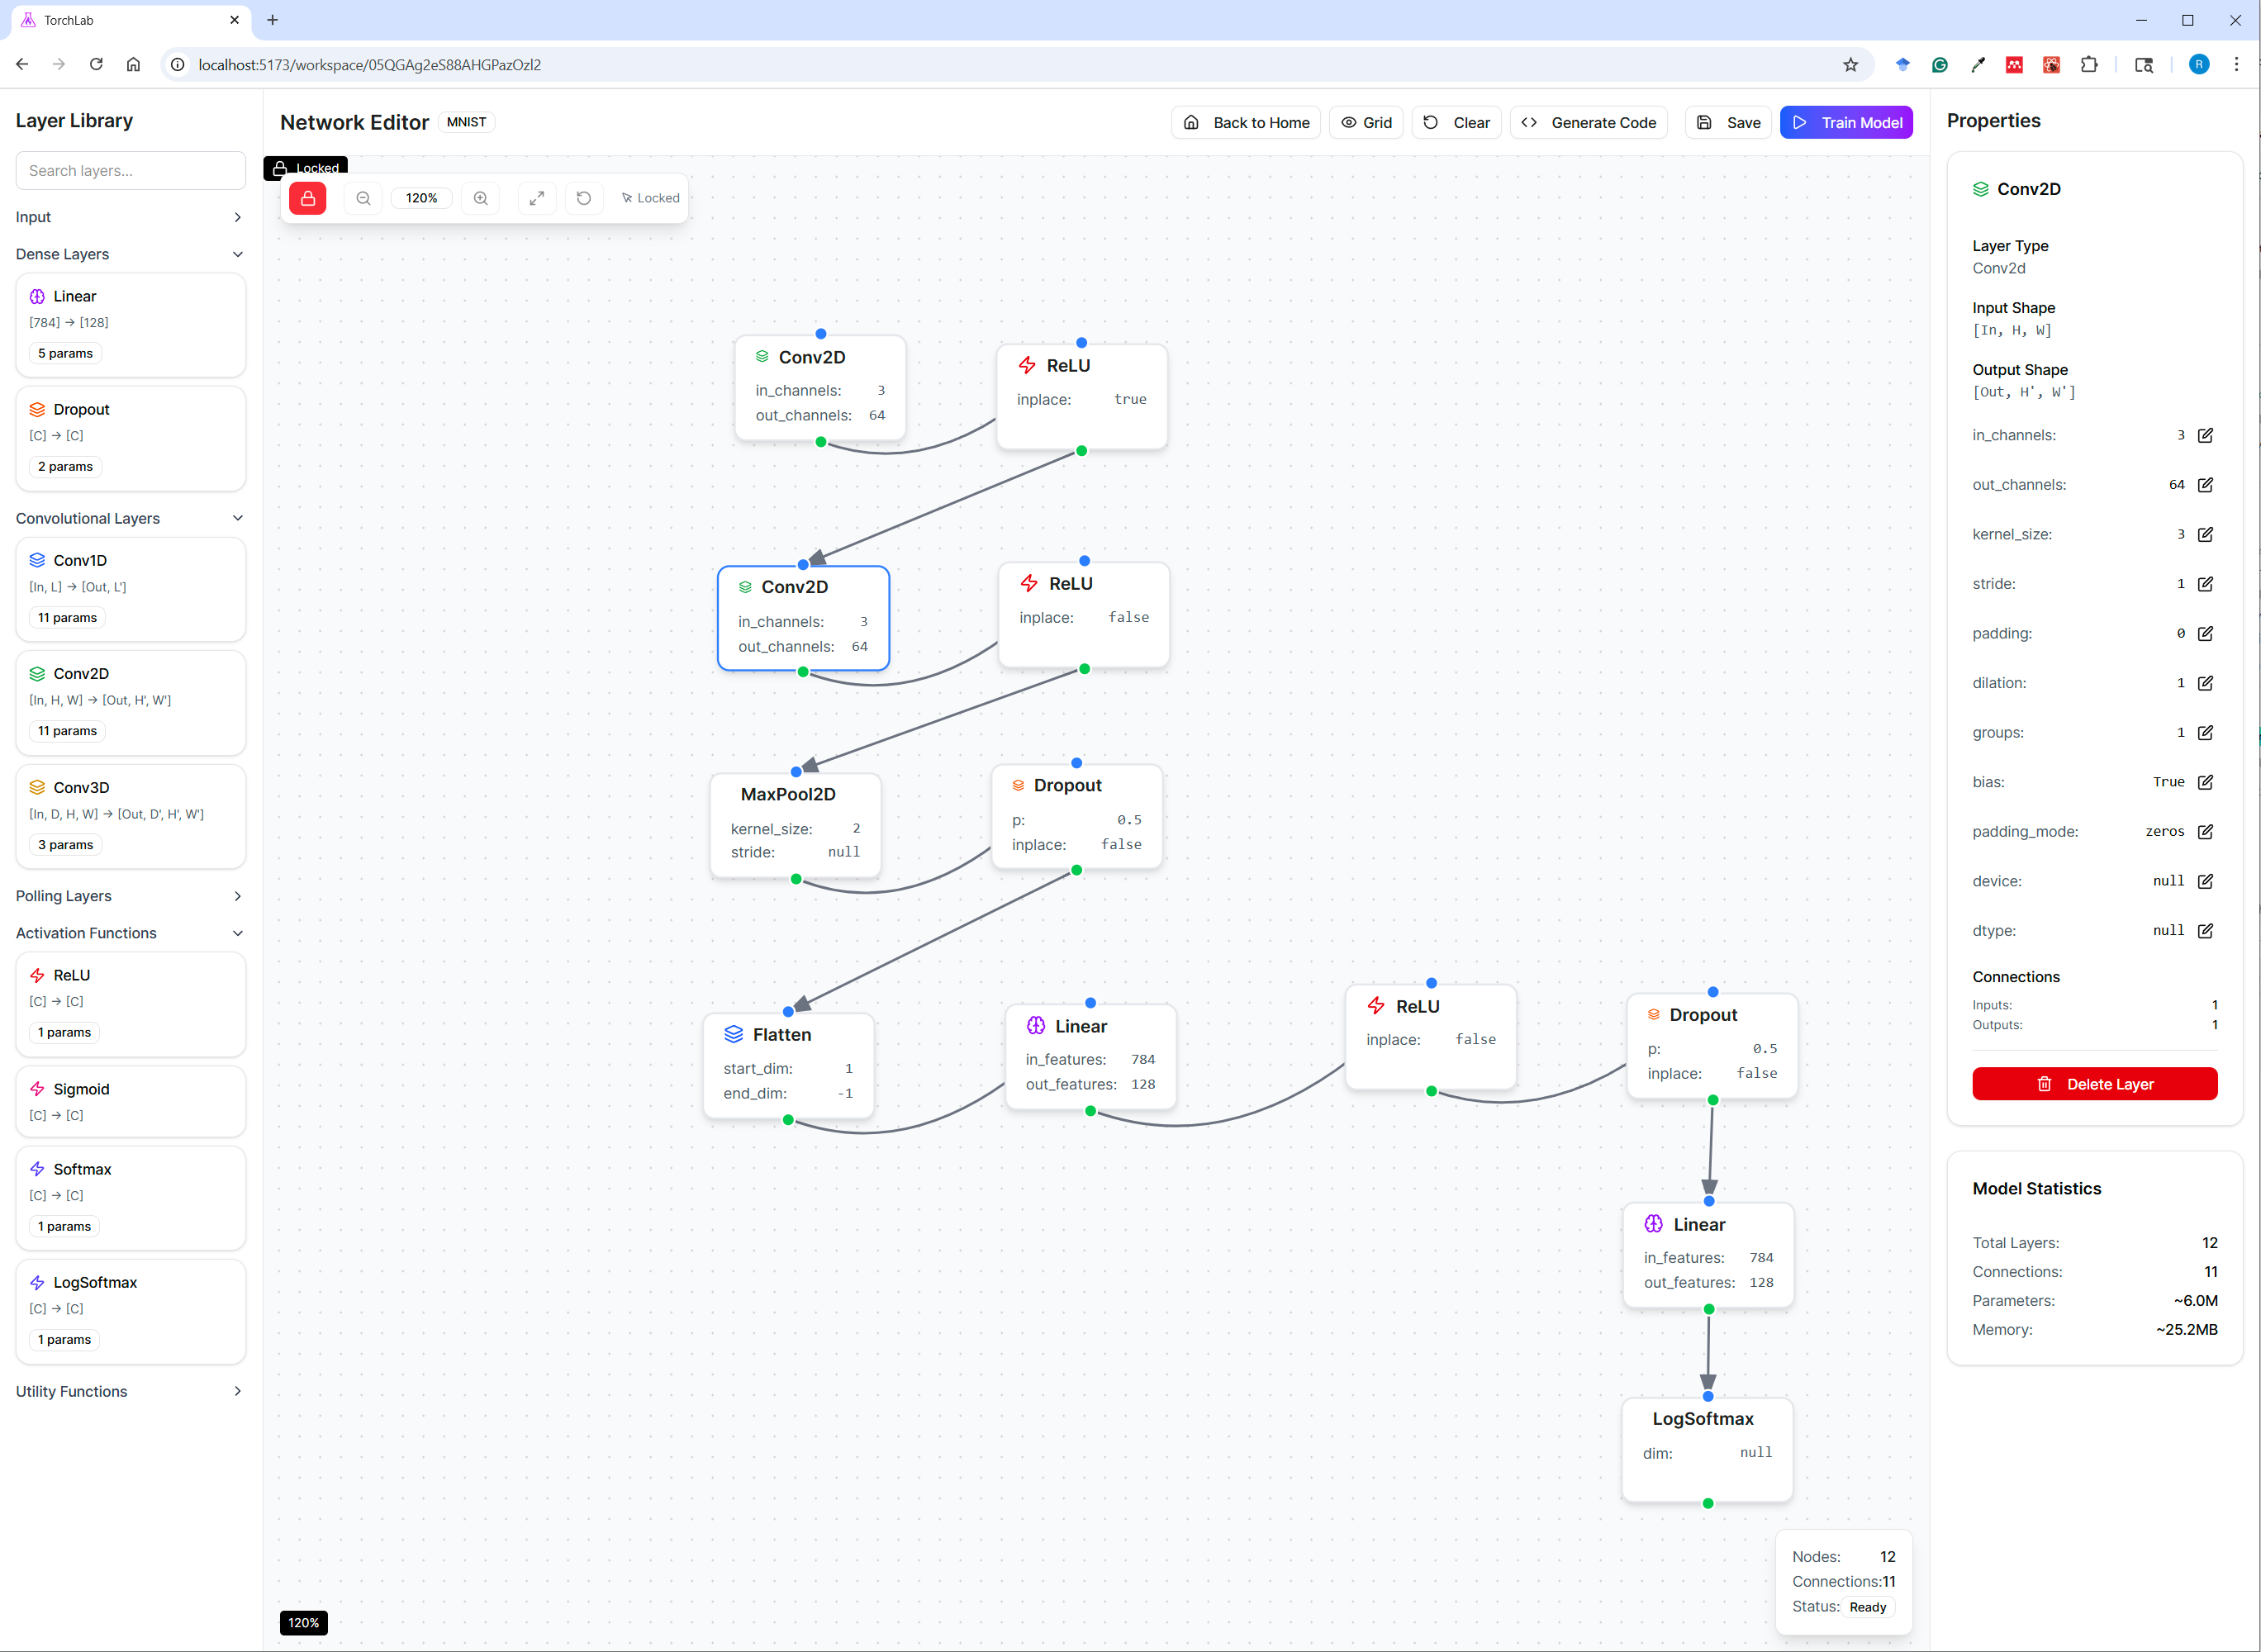 TorchLab
localhost:5173/workspace/05QGAg2eS88AHGPazOzl2
R
Layer Library
Search layers...
Input
Dense Layers
Linear
[784] → [128]
5 params
Dropout
[C] → [C]
2 params
Convolutional Layers
Conv1D
[In, L] → [Out, L']
11 params
Conv2D
[In, H, W] → [Out, H', W']
11 params
Conv3D
[In, D, H, W] → [Out, D', H', W']
3 params
Polling Layers
Activation Functions
ReLU
[C] → [C]
1 params
Sigmoid
[C] → [C]
Softmax
[C] → [C]
1 params
LogSoftmax
[C] → [C]
1 params
Utility Functions
Network Editor MNIST
Back to Home Grid Clear Generate Code Save Train Model
Locked
120% Locked
Conv2D
in_channels: 3
out_channels: 64
ReLU
inplace: true
Conv2D
in_channels: 3
out_channels: 64
ReLU
inplace: false
MaxPool2D
kernel_size: 2
stride: null
Dropout
p: 0.5
inplace: false
Flatten
start_dim: 1
end_dim: -1
Linear
in_features: 784
out_features: 128
ReLU
inplace: false
Dropout
p: 0.5
inplace: false
Linear
in_features: 784
out_features: 128
LogSoftmax
dim: null
Nodes: 12
Connections:11
Status: Ready
120%
Properties
Conv2D
Layer Type
Conv2d
Input Shape
[In, H, W]
Output Shape
[Out, H', W']
in_channels: 3
out_channels: 64
kernel_size: 3
stride: 1
padding: 0
dilation: 1
groups: 1
bias: True
padding_mode: zeros
device: null
dtype: null
Connections
Inputs: 1
Outputs: 1
Delete Layer
Model Statistics
Total Layers: 12
Connections: 11
Parameters: ~6.0M
Memory: ~25.2MB